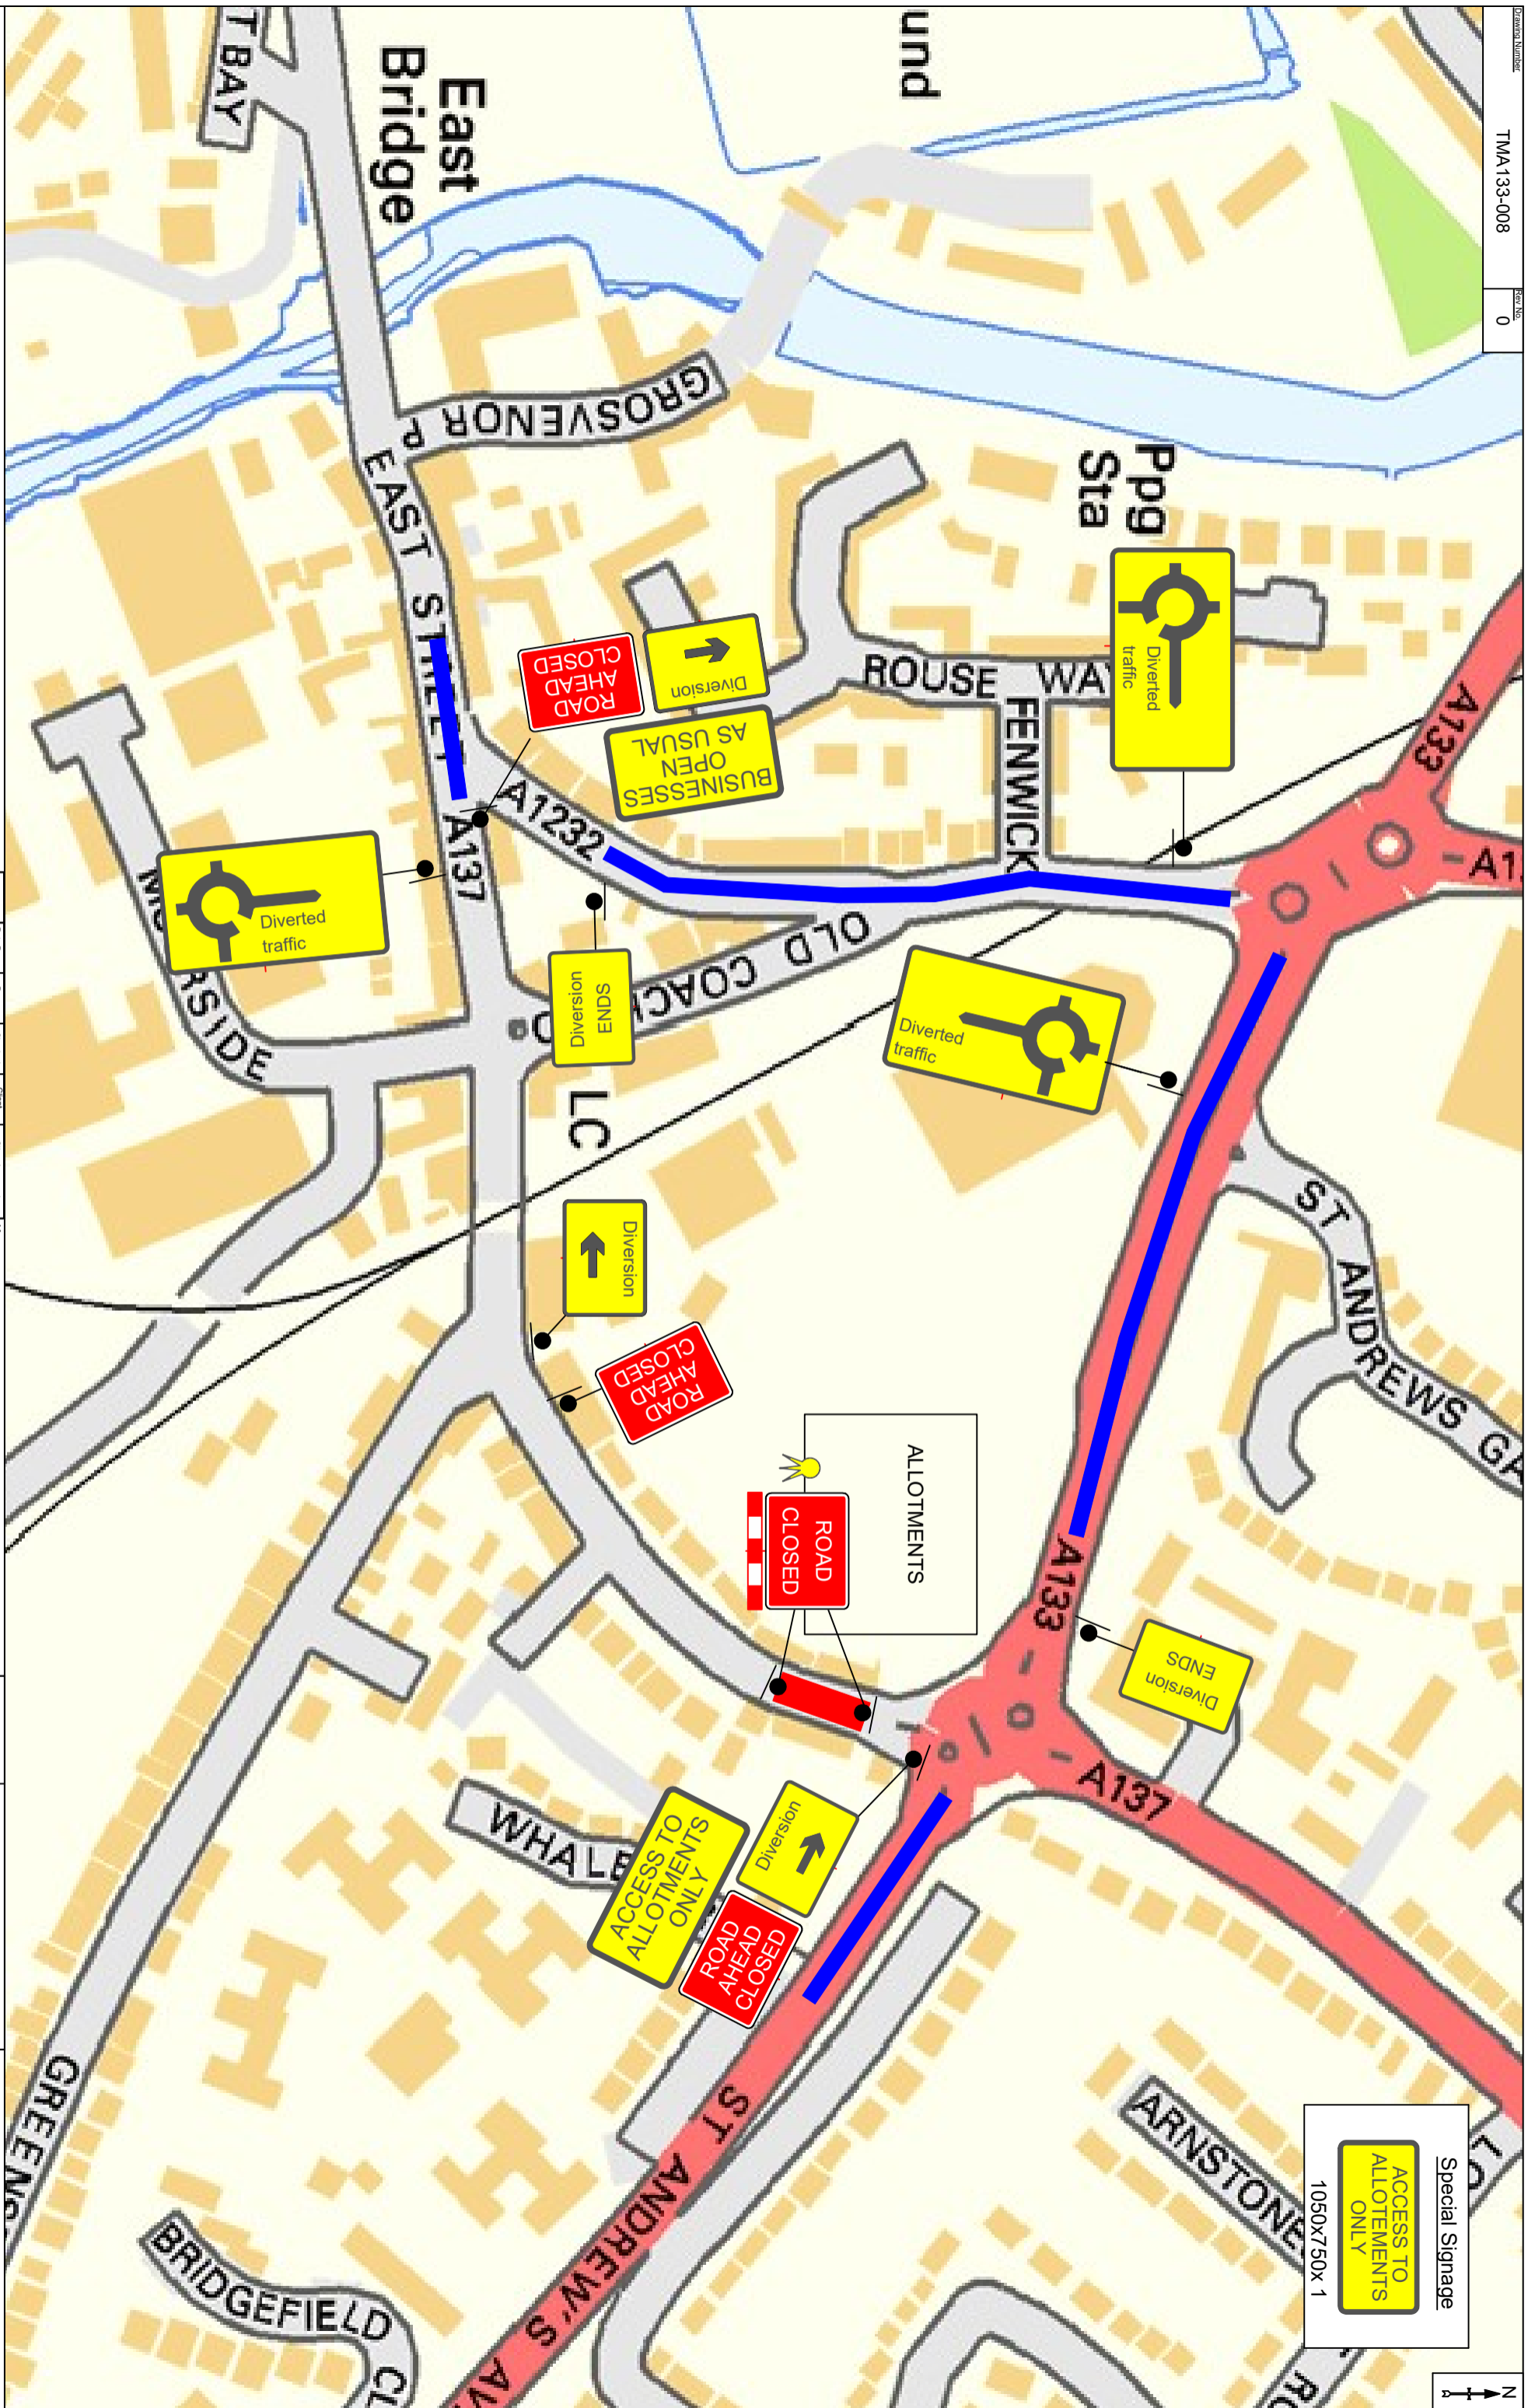 Drawing Number
TMA133-008
Rev No.
0
T BAY
East
Bridge
und
GROSVENOR P
EAST STREET
Ppg
Sta
ROUSE WAY
FENWICK
A133
A1
A1232
A137
OLD COACH
LC
ROAD
AHEAD
CLOSED
Diversion
BUSINESSES
OPEN
AS USUAL
Diverted
traffic
Diverted
traffic
Diverted
traffic
Diversion
ENDS
RSIDE
Diversion
ROAD
AHEAD
CLOSED
ALLOTMENTS
ROAD
CLOSED
ST ANDREWS GA
A133
Diversion
ENDS
A137
WHALE
ACCESS TO
ALLOTMENTS
ONLY
Diversion
ROAD
AHEAD
CLOSED
ST ANDREW'S AV
ARNSTONE
GREENS
BRIDGEFIELD CL
Special Signage
ACCESS TO
ALLOTEMENTS
ONLY
1050x750x 1
N